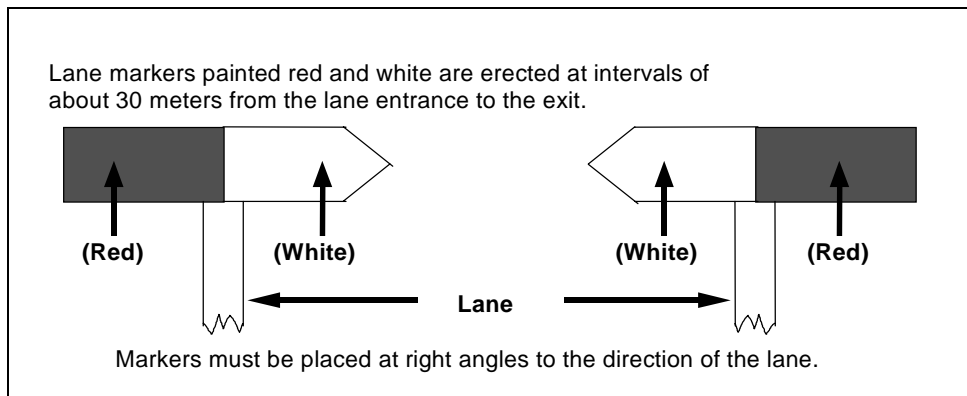 Lane markers painted red and white are erected at intervals of
about 30 meters from the lane entrance to the exit.
(Red) (White) (White) (Red)
Lane
Markers must be placed at right angles to the direction of the lane.